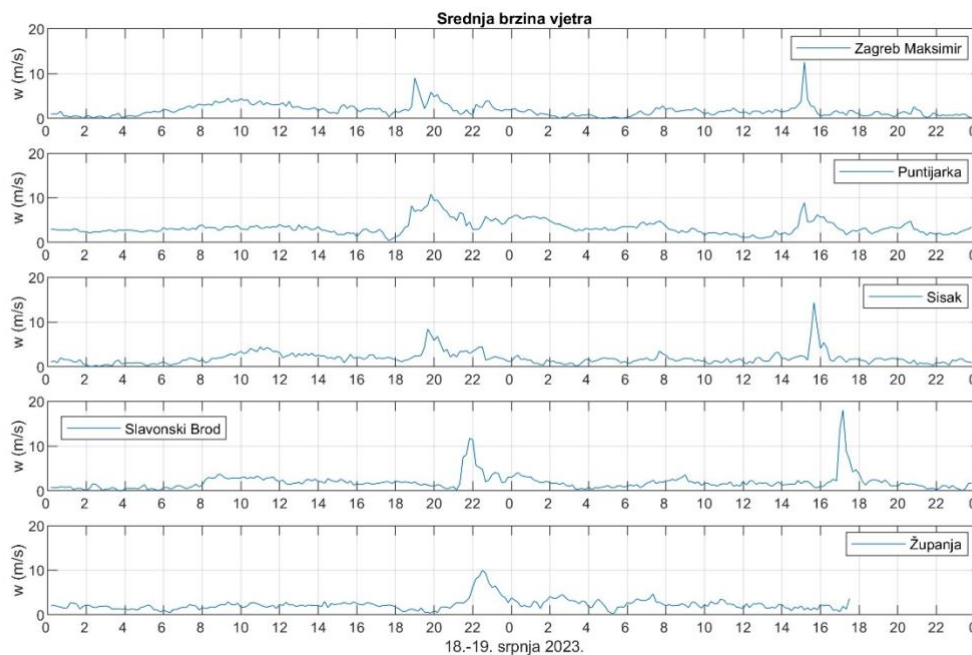 Srednja brzina vjetra
20
10
0
w (m/s)
Zagreb Maksimir
0 2 4 6 8 10 12 14 16 18 20 22 0 2 4 6 8 10 12 14 16 18 20 22 0
20
10
0
w (m/s)
Puntijarka
0 2 4 6 8 10 12 14 16 18 20 22 0 2 4 6 8 10 12 14 16 18 20 22 0
20
10
0
w (m/s)
Sisak
0 2 4 6 8 10 12 14 16 18 20 22 0 2 4 6 8 10 12 14 16 18 20 22 0
20
10
0
w (m/s)
Slavonski Brod
0 2 4 6 8 10 12 14 16 18 20 22 0 2 4 6 8 10 12 14 16 18 20 22 0
20
10
0
w (m/s)
Županja
0 2 4 6 8 10 12 14 16 18 20 22 0 2 4 6 8 10 12 14 16 18 20 22 0
18.-19. srpnja 2023.